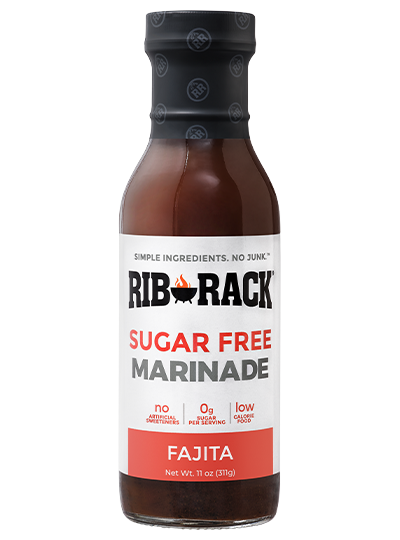 RR
SIMPLE INGREDIENTS. NO JUNK.™
RIB RACK®
SUGAR FREE
MARINADE
no
ARTIFICIAL
SWEETENERS
0g
SUGAR
PER SERVING
low
CALORIE
FOOD
FAJITA
Net Wt. 11 oz (311g)